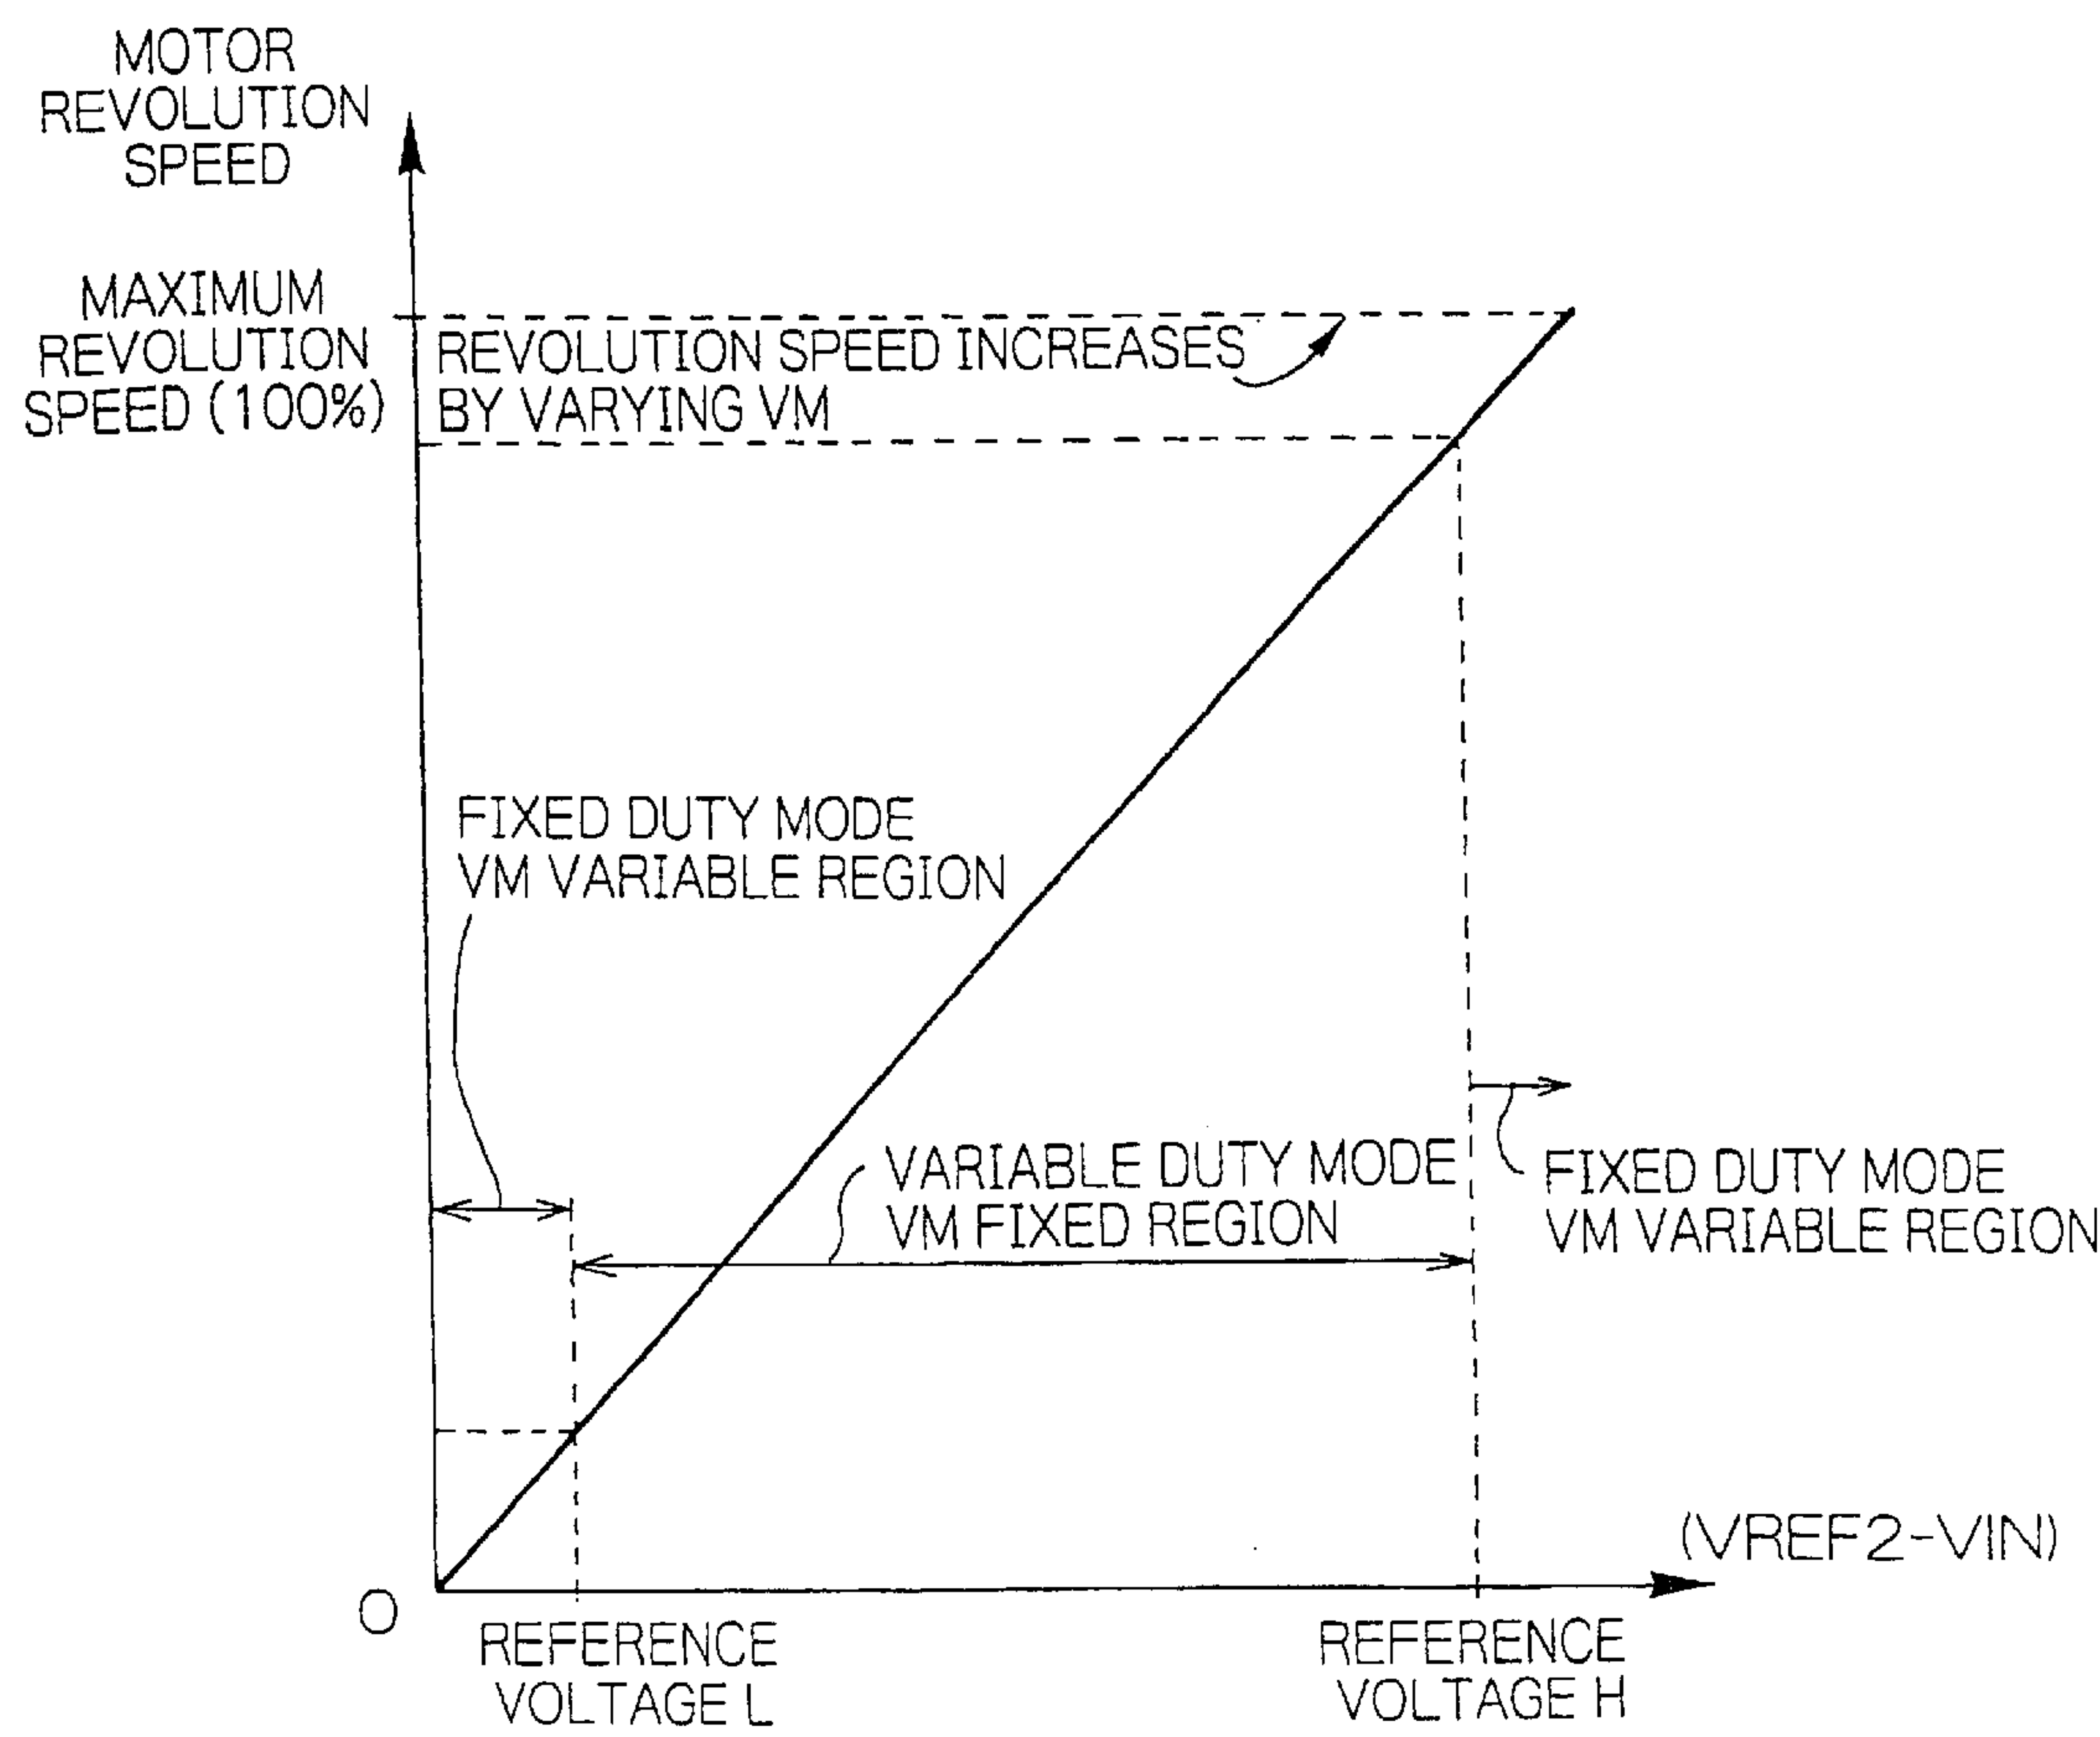 MOTOR
REVOLUTION
SPEED
MAXIMUM
REVOLUTION
SPEED (100%)
REVOLUTION SPEED INCREASES
BY VARYING VM
FIXED DUTY MODE
VM VARIABLE REGION
VARIABLE DUTY MODE
VM FIXED REGION
FIXED DUTY MODE
VM VARIABLE REGION
(VREF2-VIN)
O
REFERENCE
VOLTAGE L
REFERENCE
VOLTAGE H